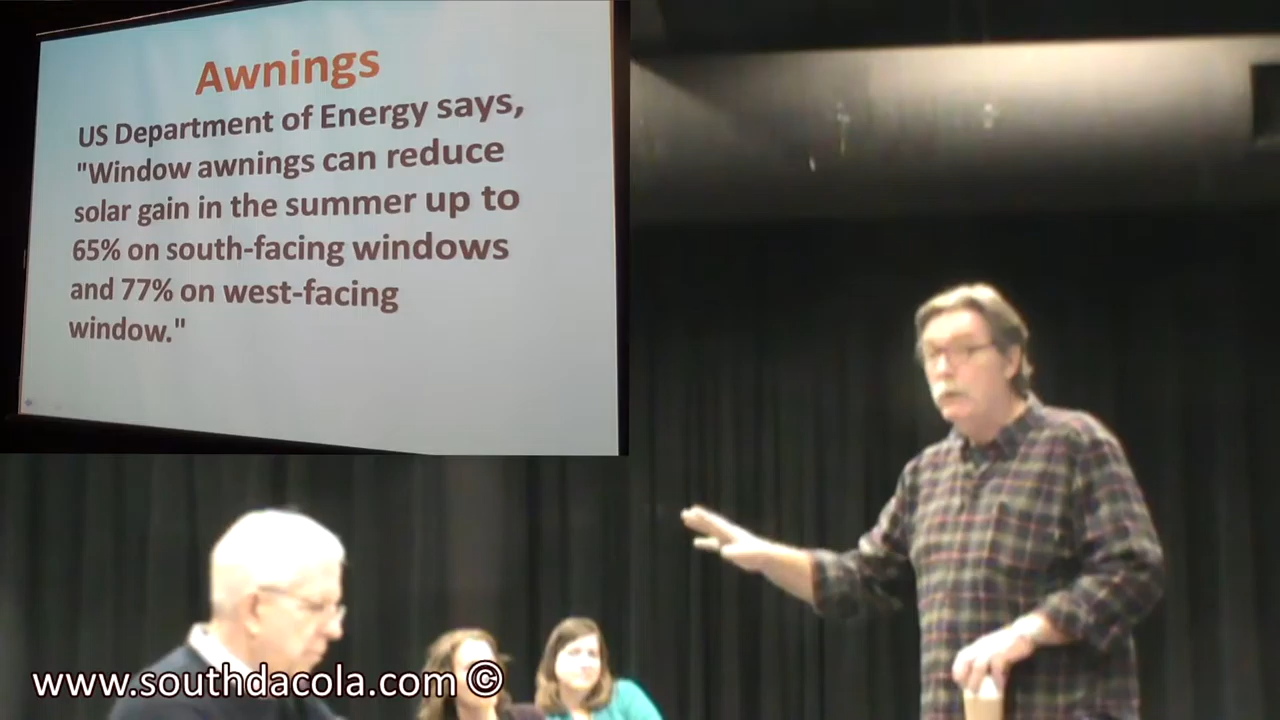 Awnings
US Department of Energy says,
"Window awnings can reduce
solar gain in the summer up to
65% on south-facing windows
and 77% on west-facing
window."
www.southdacola.com ©